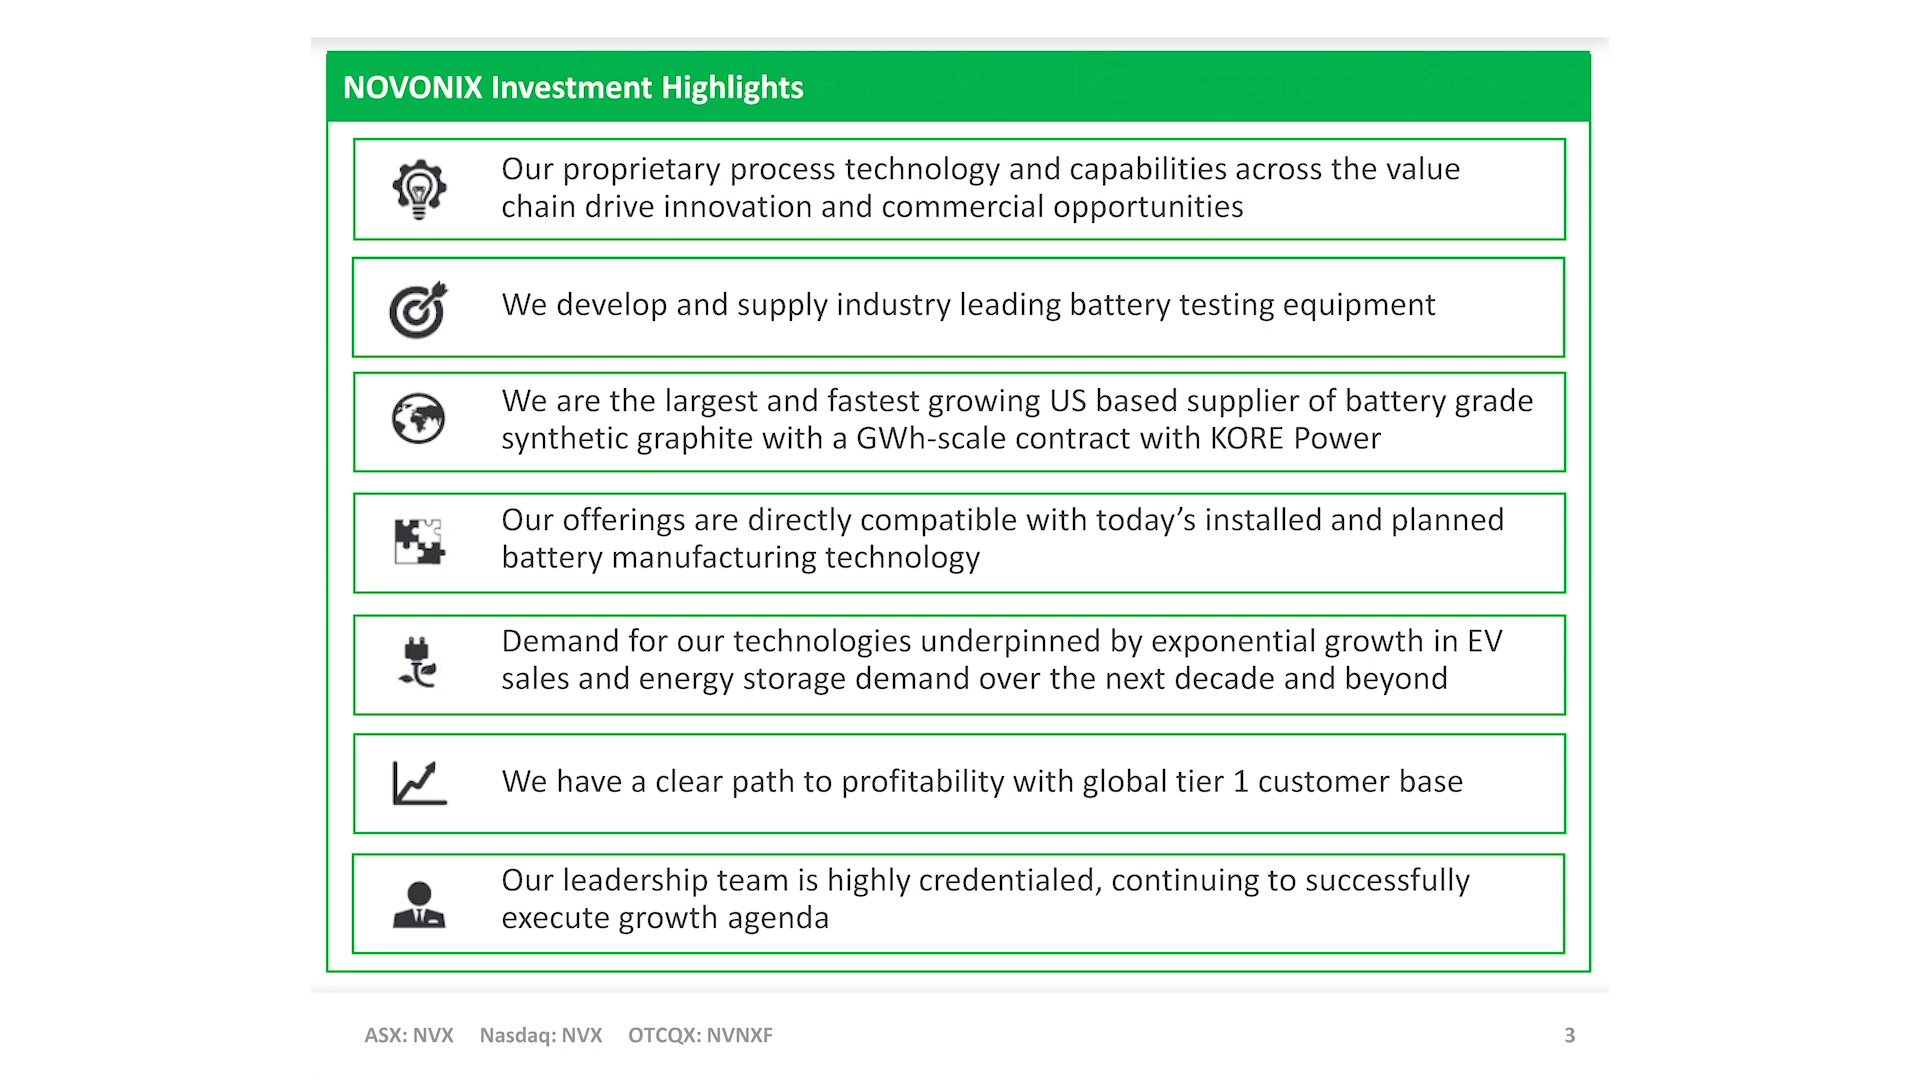 NOVONIX Investment Highlights
Our proprietary process technology and capabilities across the value
chain drive innovation and commercial opportunities
We develop and supply industry leading battery testing equipment
We are the largest and fastest growing US based supplier of battery grade
synthetic graphite with a GWh-scale contract with KORE Power
Our offerings are directly compatible with today’s installed and planned
battery manufacturing technology
Demand for our technologies underpinned by exponential growth in EV
sales and energy storage demand over the next decade and beyond
We have a clear path to profitability with global tier 1 customer base
Our leadership team is highly credentialed, continuing to successfully
execute growth agenda
ASX: NVX Nasdaq: NVX OTCQX: NVNXF 3